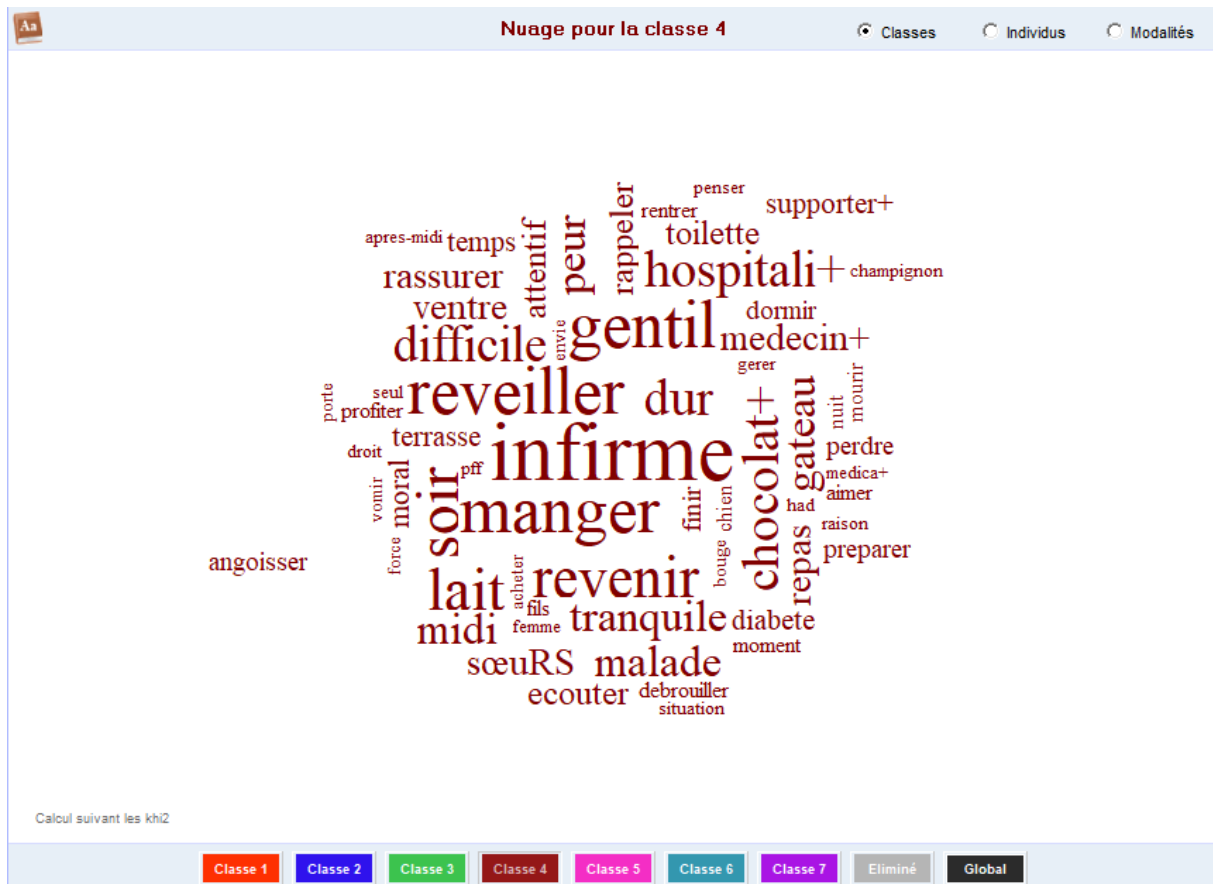 Aa
Nuage pour la classe 4
Classes
Individus
Modalités
penser
rentrer
supporter+
rappeler
apres-midi
temps
attentif
peur
toilette
rassurer
hospitali+
champignon
ventre
dormir
difficile
envie
gentil
medecin+
gerer
porte
seul
profiter
reveiller
dur
chocolat+
gateau
nuit
mourir
terrasse
infirme
perdre
droit
pff
medica+
vomir
moral
soir
manger
finir
chien
had
aimer
raison
angoisser
force
repas
preparer
lait
acheter
revenir
bouge
fils
midi
femme
tranquile
diabete
moment
sœuRS
malade
ecouter
debrouiller
situation
Calcul suivant les khi2
Classe 1
Classe 2
Classe 3
Classe 4
Classe 5
Classe 6
Classe 7
Eliminé
Global